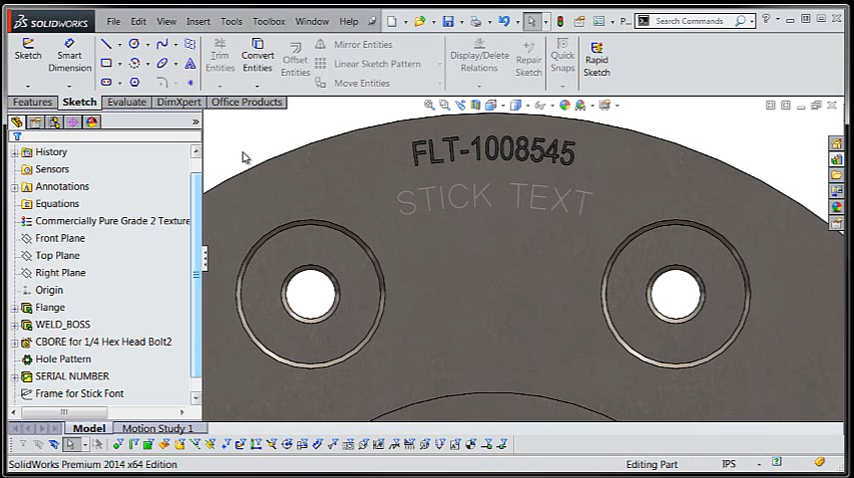 SOLIDWORKS File Edit View Insert Tools Toolbox Window Help P... Search Commands
Sketch Smart Dimension Trim Entities Convert Entities Offset Entities Mirror Entities Linear Sketch Pattern Move Entities Display/Delete Relations Repair Sketch Quick Snaps Rapid Sketch
Features Sketch Evaluate DimXpert Office Products
History
Sensors
Annotations
Equations
Commercially Pure Grade 2 Texture
Front Plane
Top Plane
Right Plane
Origin
Flange
WELD_BOSS
CBORE for 1/4 Hex Head Bolt2
Hole Pattern
SERIAL NUMBER
Frame for Stick Font
FLT-1008545
STICK TEXT
Model Motion Study 1
SolidWorks Premium 2014 x64 Edition Editing Part IPS